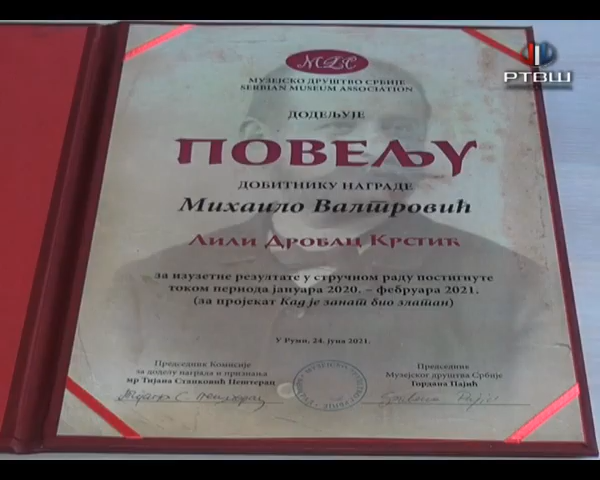 РТВШ
МДС
МУЗЕЈСКО ДРУШТВО СРБИЈЕ
SERBIAN MUSEUM ASSOCIATION
ДОДЕЉУЈЕ
ПОВЕЉУ
ДОБИТНИКУ НАГРАДЕ
Михаило Валтровић
Лили Дробац Крстић
за изузетне резултате у стручном раду постигнуте
током периода јануара 2020. – фебруара 2021.
(за пројекат Кад је занат био златан)
У Руми, 24. јуна 2021.
Председник Комисије
за доделу награда и признања
мр Тијана Станковић Пештерац
Председник
Музејског друштва Србије
Гордана Пајић